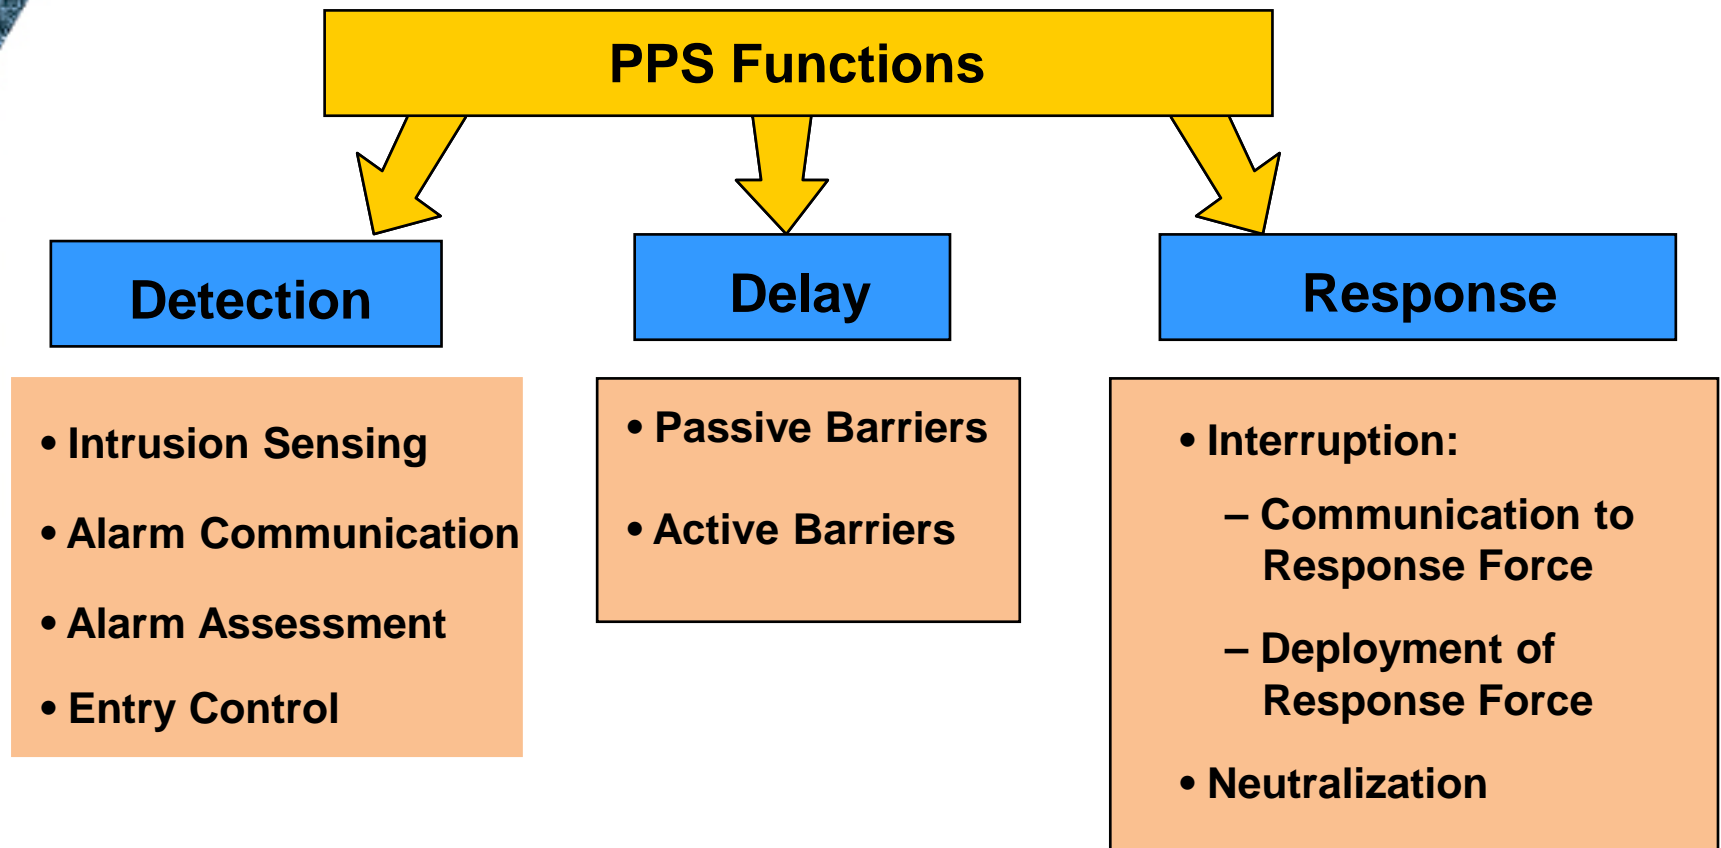 PPS Functions
Detection
• Intrusion Sensing
• Alarm Communication
• Alarm Assessment
• Entry Control
Delay
• Passive Barriers
• Active Barriers
Response
• Interruption:
– Communication to
Response Force
– Deployment of
Response Force
• Neutralization